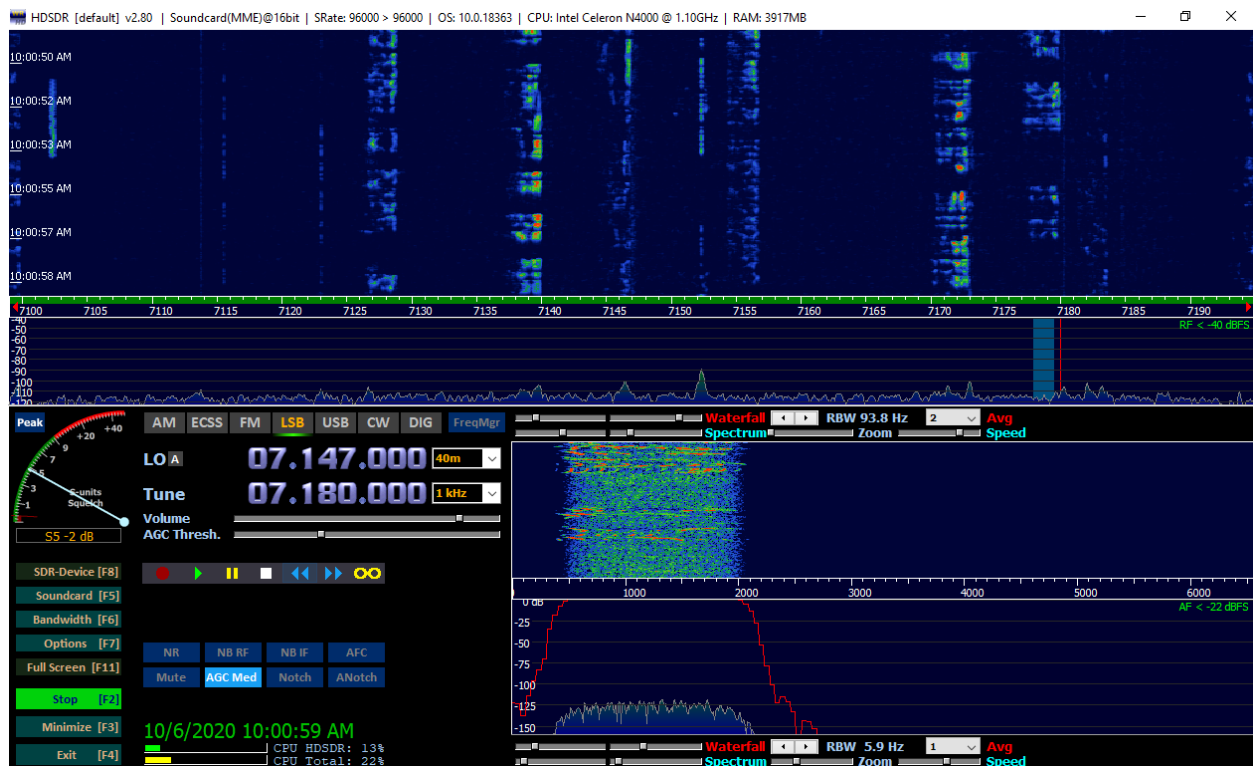 HDSDR [default] v2.80 | Soundcard(MME)@16bit | SRate: 96000 > 96000 | OS: 10.0.18363 | CPU: Intel Celeron N4000 @ 1.10GHz | RAM: 3917MB
10:00:50 AM
10:00:52 AM
10:00:53 AM
10:00:55 AM
10:00:57 AM
10:00:58 AM
7100 7105 7110 7115 7120 7125 7130 7135 7140 7145 7150 7155 7160 7165 7170 7175 7180 7185 7190
-40
-50
-60
-70
-80
-90
-100
-110
-120
RF < -40 dBFS
Peak
1 3 5 7 9 +20 +40
S-units
Squelch
S5 -2 dB
AM ECSS FM LSB USB CW DIG FreqMgr
LO A 07.147.000 40m
Tune 07.180.000 1 kHz
Volume
AGC Thresh.
Waterfall RBW 93.8 Hz 2 Avg
Spectrum Zoom Speed
SDR-Device [F8]
Soundcard [F5]
Bandwidth [F6]
Options [F7]
Full Screen [F11]
Stop [F2]
Minimize [F3]
Exit [F4]
NR NB RF NB IF AFC
Mute AGC Med Notch ANotch
10/6/2020 10:00:59 AM
CPU HDSDR: 13%
CPU Total: 22%
1000 2000 3000 4000 5000 6000
0 dB
-25
-50
-75
-100
-125
-150
AF < -22 dBFS
Waterfall RBW 5.9 Hz 1 Avg
Spectrum Zoom Speed